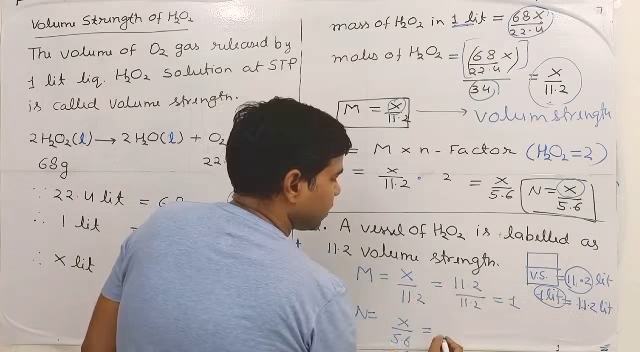 Volume Strength of H₂O₂
The volume of O₂ gas released by
1 lit liq. H₂O₂ solution at STP
is called volume strength.
2H₂O₂(l) → 2H₂O(l) + O₂
68g 22
∵ 22.4 lit = 68
∴ 1 lit =
∴ x lit
mass of H₂O₂ in 1 lit = 68x/22.4
moles of H₂O₂ = (68/22.4 x)/34 = x/11.2
M = x/11.2 → volum strength
= M × n-Factor (H₂O₂=2)
= x/11.2 · 2 = x/5.6 N = x/5.6
. A vessel of H₂O₂ is labelled as
11.2 volume strength.
M = x/11.2 = 11.2/11.2 = 1
V.S. = 11.2 lit
1 lit = 11.2 lit
N = x/5.6 =